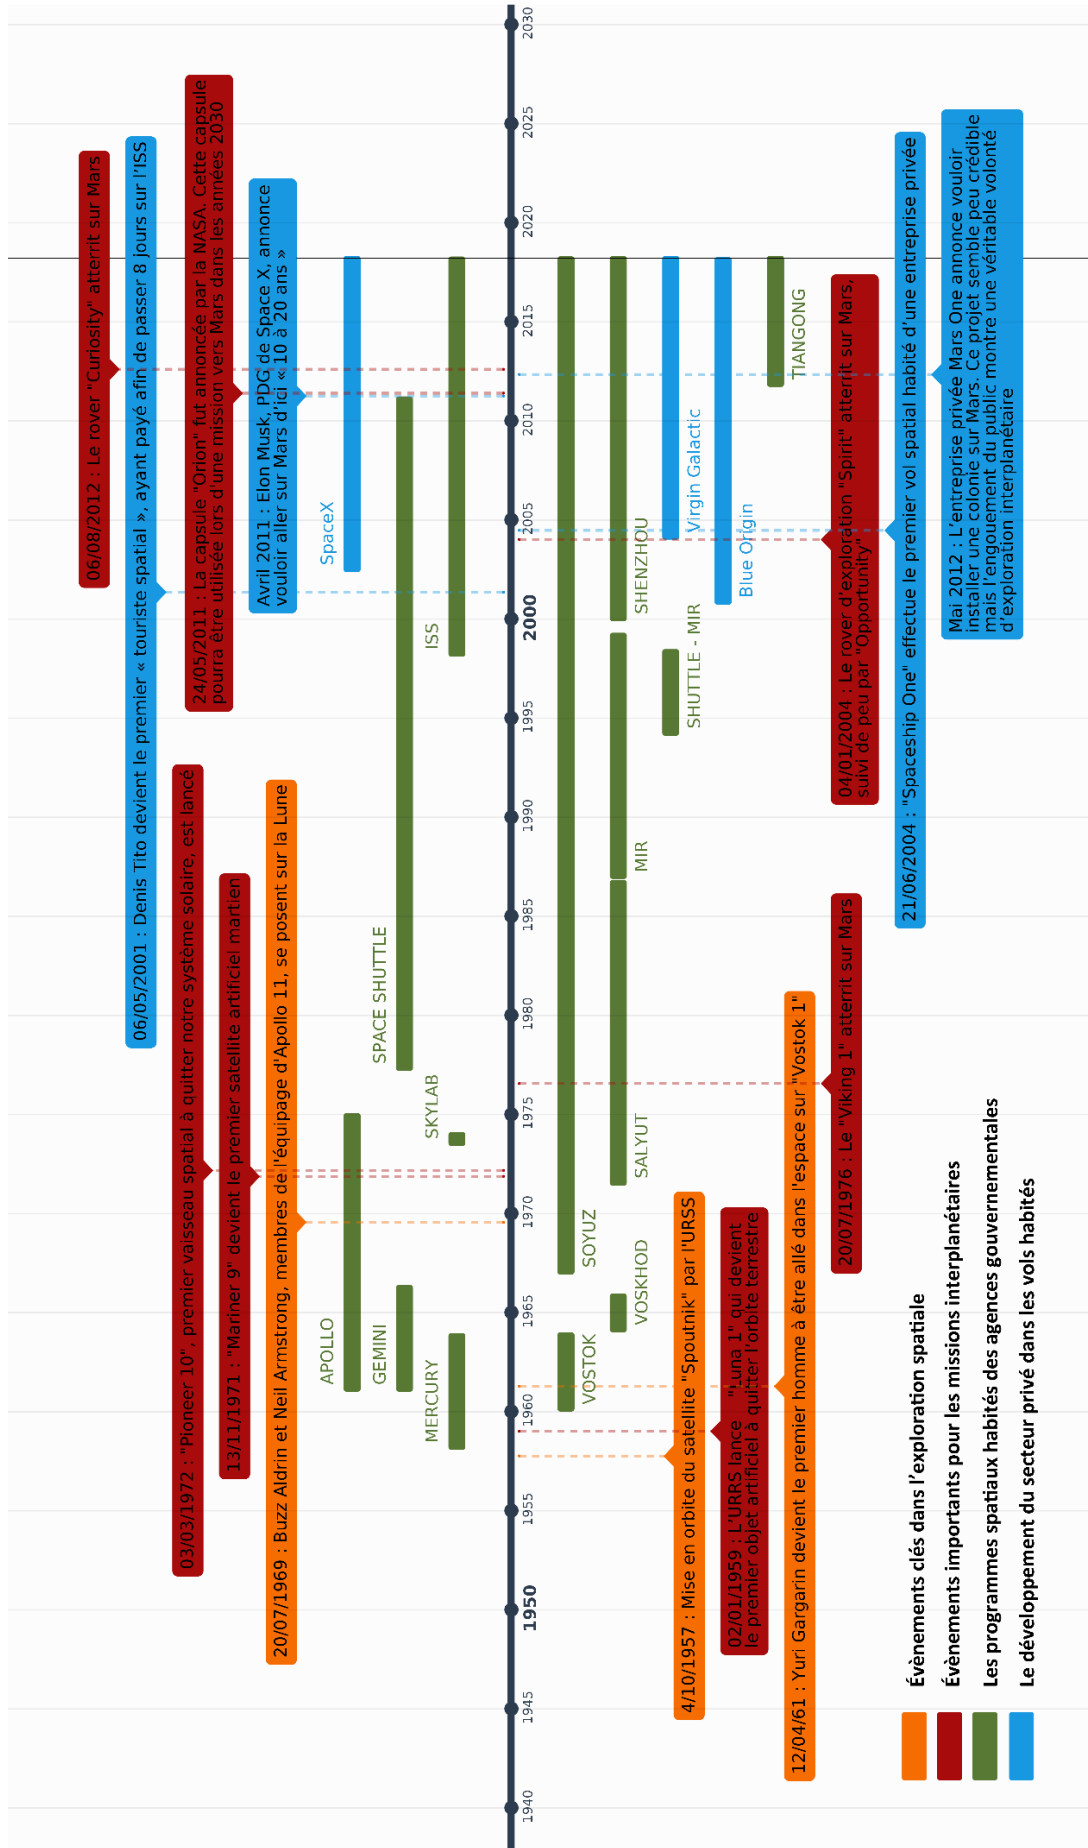 06/08/2012 : Le rover "Curiosity" atterrit sur Mars
06/05/2001 : Denis Tito devient le premier « touriste spatial », ayant payé afin de passer 8 jours sur l'ISS
03/03/1972 : "Pioneer 10", premier vaisseau spatial à quitter notre système solaire, est lancé
24/05/2011 : La capsule "Orion" fut annoncée par la NASA. Cette capsule
pourra être utilisée lors d'une mission vers Mars dans les années 2030
13/11/1971 : "Mariner 9" devient le premier satellite artificiel martien
Avril 2011 : Elon Musk, PDG de Space X, annonce
vouloir aller sur Mars d'ici « 10 à 20 ans »
20/07/1969 : Buzz Aldrin et Neil Armstrong, membres de l'équipage d'Apollo 11, se posent sur la Lune
APOLLO
SpaceX
GEMINI
SPACE SHUTTLE
MERCURY
SKYLAB
ISS
1940
1945
1950
1955
1960
1965
1970
1975
1980
1985
1990
1995
2000
2005
2010
2015
2020
2025
2030
VOSTOK
SOYUZ
VOSKHOD
SALYUT
MIR
SHENZHOU
SHUTTLE - MIR
Virgin Galactic
Blue Origin
TIANGONG
4/10/1957 : Mise en orbite du satellite "Spoutnik" par l'URSS
02/01/1959 : L'URRS lance "Luna 1" qui devient
le premier objet artificiel à quitter l'orbite terrestre
12/04/61 : Yuri Gargarin devient le premier homme à être allé dans l'espace sur "Vostok 1"
20/07/1976 : Le "Viking 1" atterrit sur Mars
04/01/2004 : Le rover d'exploration "Spirit" atterrit sur Mars,
suivi de peu par "Opportunity"
21/06/2004 : "Spaceship One" effectue le premier vol spatial habité d'une entreprise privée
Mai 2012 : L'entreprise privée Mars One annonce vouloir
installer une colonie sur Mars. Ce projet semble peu crédible
mais l'engouement du public montre une véritable volonté
d'exploration interplanétaire
Évènements clés dans l'exploration spatiale
Évènements importants pour les missions interplanétaires
Les programmes spatiaux habités des agences gouvernementales
Le développement du secteur privé dans les vols habités